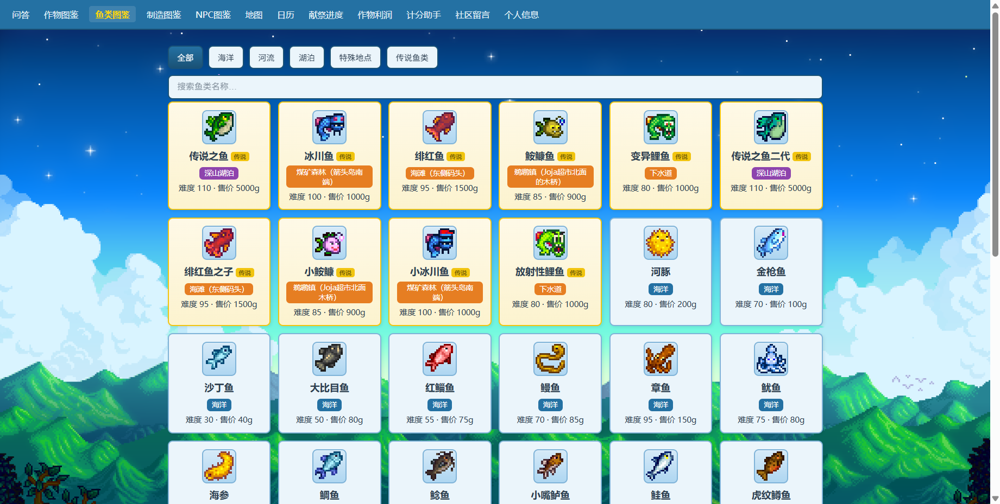 问答 作物图鉴 鱼类图鉴 制造图鉴 NPC图鉴 地图 日历 献祭进度 作物利润 计分助手 社区留言 个人信息
全部 海洋 河流 湖泊 特殊地点 传说鱼类
搜索鱼类名称...
传说之鱼 传说
深山湖泊
难度 110 · 售价 5000g
冰川鱼 传说
煤矿森林（箭头岛南
端）
难度 100 · 售价 1000g
绯红鱼 传说
海滩（东侧码头）
难度 95 · 售价 1500g
鮟鱇鱼 传说
鹈鹕镇（Joja超市北面
的木桥）
难度 85 · 售价 900g
变异鲤鱼 传说
下水道
难度 80 · 售价 1000g
传说之鱼二代 传说
深山湖泊
难度 110 · 售价 5000g
绯红鱼之子 传说
海滩（东侧码头）
难度 95 · 售价 1500g
小鮟鱇 传说
鹈鹕镇（Joja超市北面
木桥）
难度 85 · 售价 900g
小冰川鱼 传说
煤矿森林（箭头岛南
端）
难度 100 · 售价 1000g
放射性鲤鱼 传说
下水道
难度 80 · 售价 1000g
河豚
海洋
难度 80 · 售价 200g
金枪鱼
海洋
难度 70 · 售价 100g
沙丁鱼
海洋
难度 30 · 售价 40g
大比目鱼
海洋
难度 50 · 售价 80g
红鲻鱼
海洋
难度 55 · 售价 75g
鳗鱼
海洋
难度 70 · 售价 85g
章鱼
海洋
难度 95 · 售价 150g
鱿鱼
海洋
难度 75 · 售价 80g
海参
鲷鱼
鲶鱼
小嘴鲈鱼
鲑鱼
虎纹鳟鱼